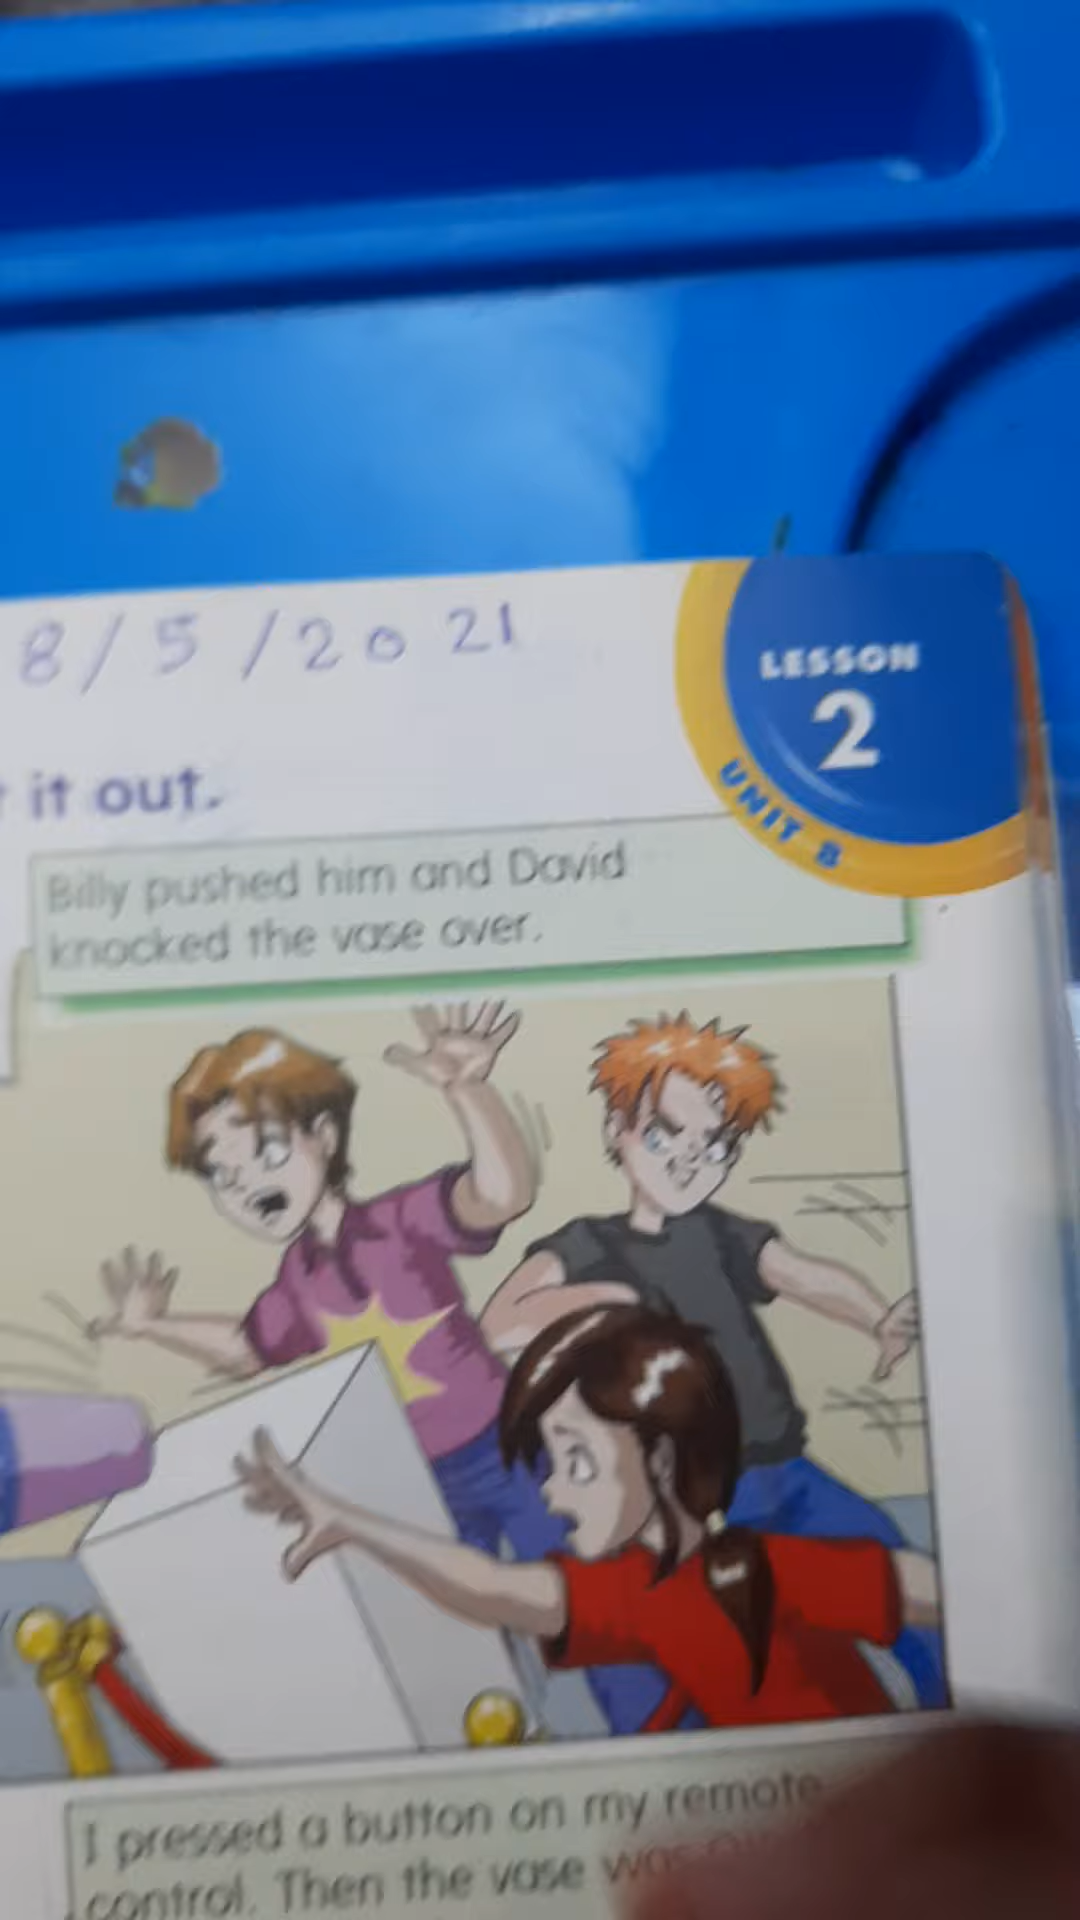 8/5/2021
LESSON
2
UNIT 8
it out.
Billy pushed him and David
knocked the vase over.
I pressed a button on my remote
control. Then the vase was